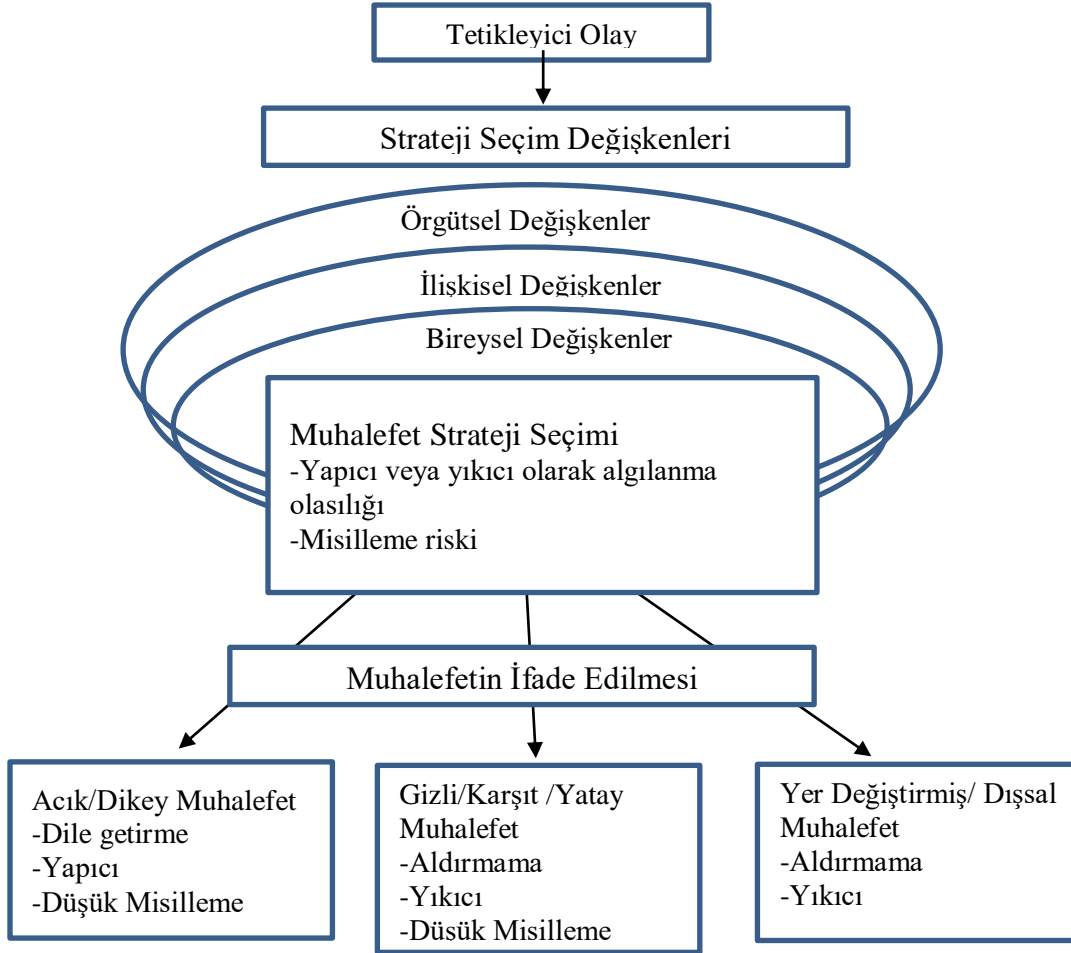 Tetikleyici Olay
Strateji Seçim Değişkenleri
Örgütsel Değişkenler
İlişkisel Değişkenler
Bireysel Değişkenler
Muhalefet Strateji Seçimi
-Yapıcı veya yıkıcı olarak algılanma
olasılığı
-Misilleme riski
Muhalefetin İfade Edilmesi
Acık/Dikey Muhalefet
-Dile getirme
-Yapıcı
-Düşük Misilleme
Gizli/Karşıt /Yatay
Muhalefet
-Aldırmama
-Yıkıcı
-Düsük Misilleme
Yer Değiştirmiş/ Dışsal
Muhalefet
-Aldırmama
-Yıkıcı